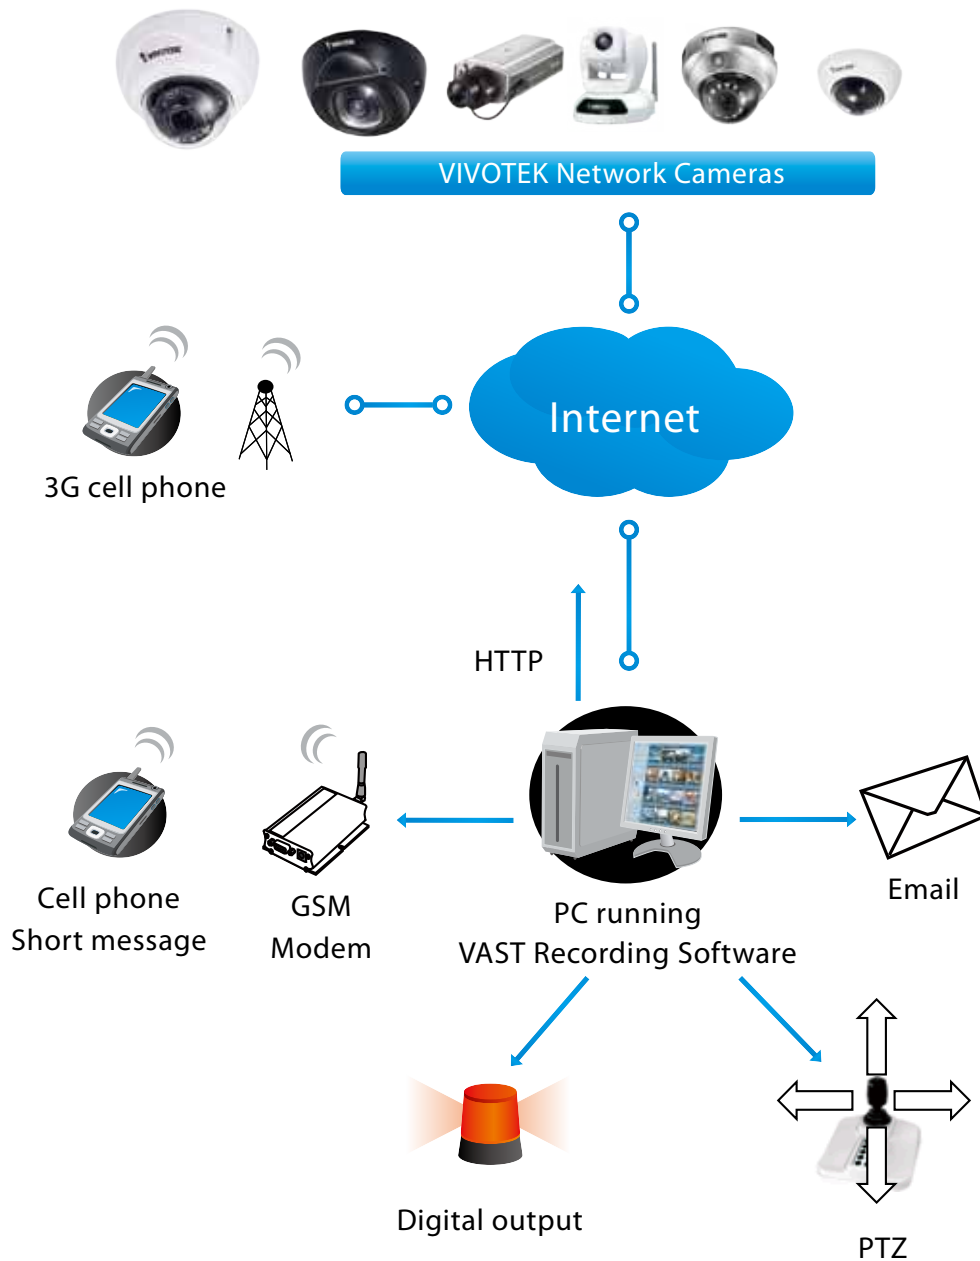 VIVOTEK
VIVOTEK Network Cameras
Internet
3G cell phone
HTTP
Cell phone
Short message
GSM
Modem
PC running
VAST Recording Software
Email
Digital output
PTZ